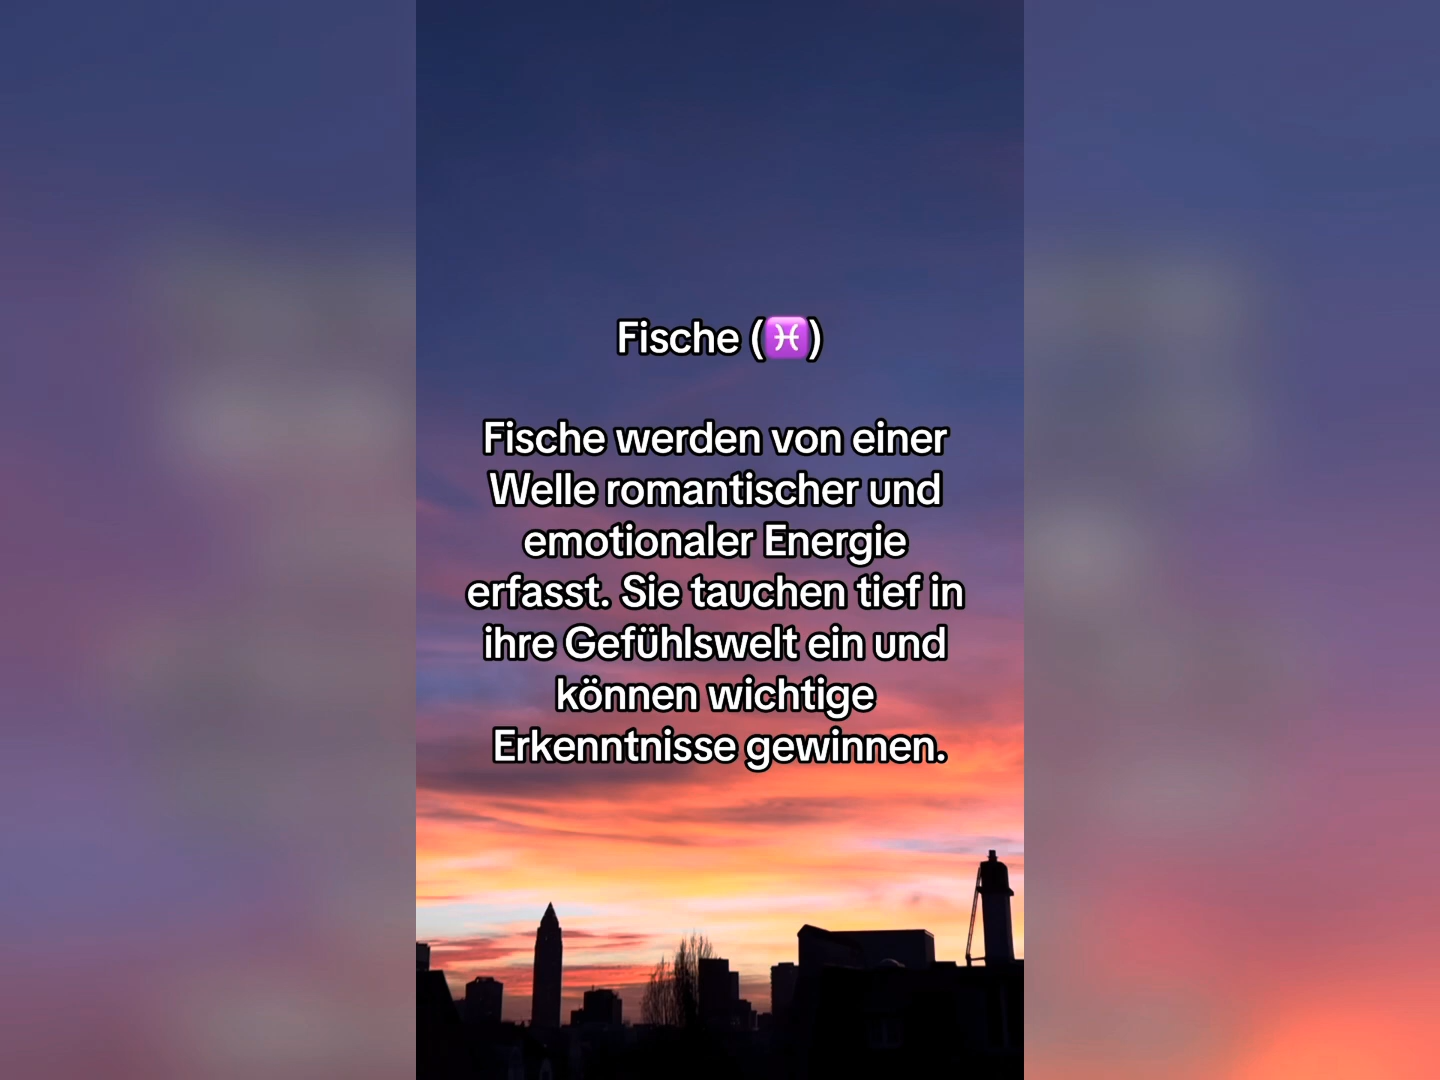 Fische (♓)
Fische werden von einer
Welle romantischer und
emotionaler Energie
erfasst. Sie tauchen tief in
ihre Gefühlswelt ein und
können wichtige
Erkenntnisse gewinnen.